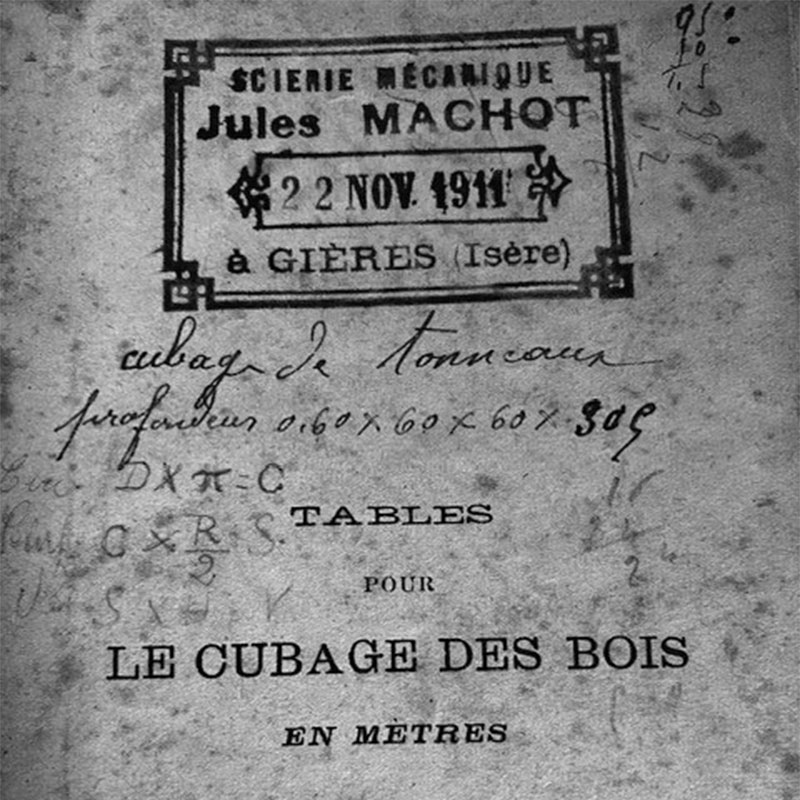 SCIERIE MÉCANIQUE
Jules MACHOT
22 NOV. 1911
à GIÈRES (Isère)
cubage de tonneaux
profondeur 0,60 x 60 x 60 x 805
D X π = C
C x R/2 S.
S x
TABLES
POUR
LE CUBAGE DES BOIS
EN MÈTRES